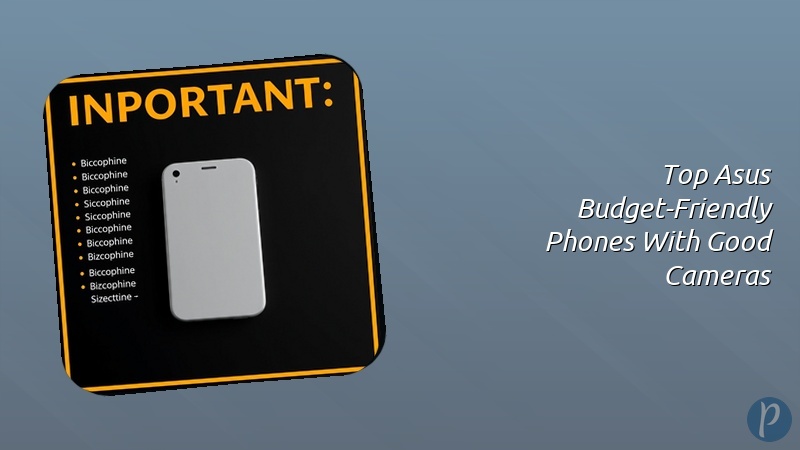 INPORTANT:
Biccophine
Biccophine
Biccophine
Siccophine
Siccophine
Biccophine
Biccophine
Bizcophine
Biccophine
Bizcophine
Sizecttine -
Top Asus
Budget-Friendly
Phones With Good
Cameras
P